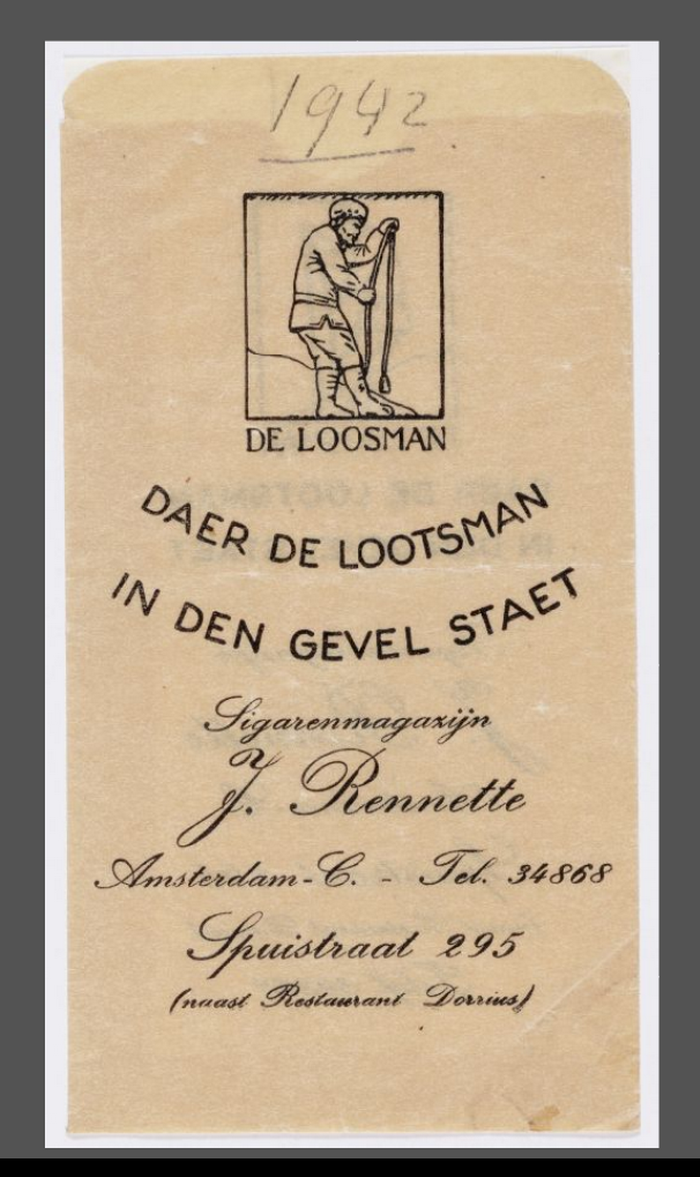 1942
DE LOOSMAN
DAER DE LOOTSMAN
IN DEN GEVEL STAET
Sigarenmagazijn
J. Rennette
Amsterdam-C. - Tel. 34868
Spuistraat 295
(naast Restaurant Dorrius)